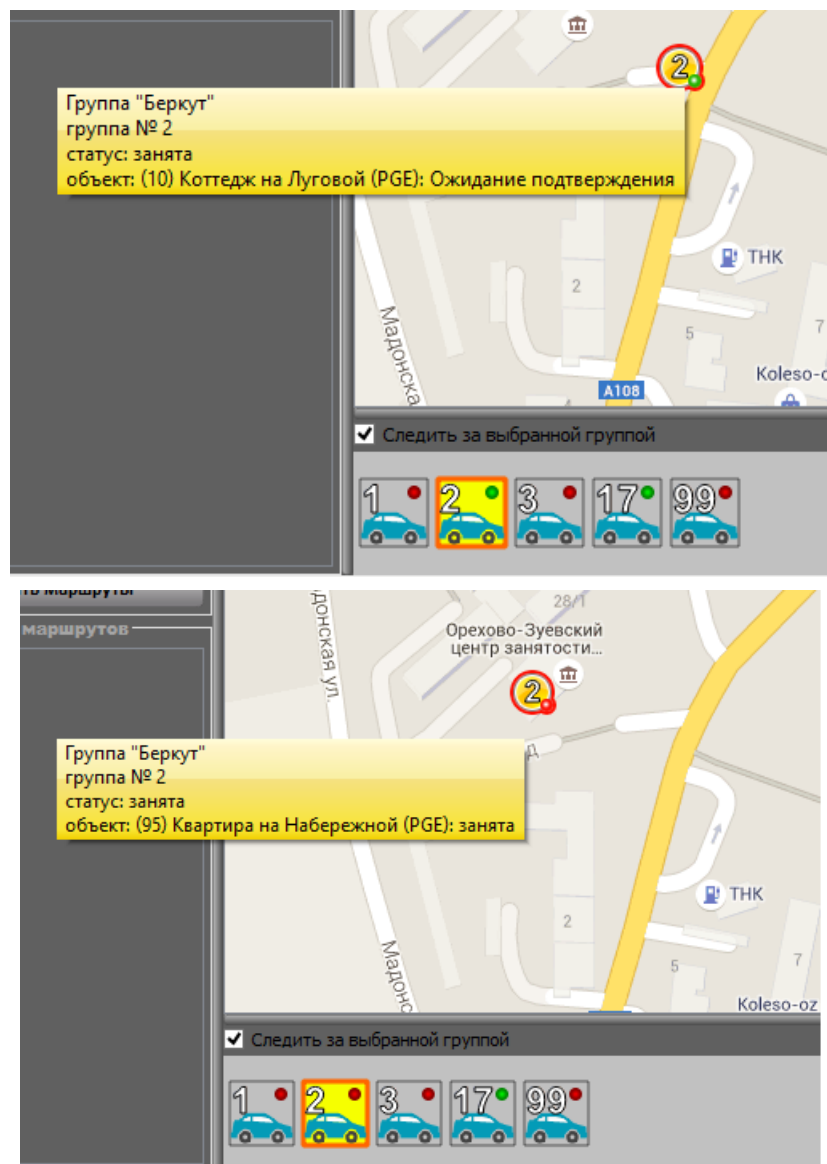 2
Группа "Беркут"
группа № 2
статус: занята
объект: (10) Коттедж на Луговой (PGE): Ожидание подтверждения
ТНК
2
5
7
Мадонска
Koleso-o
A108
Следить за выбранной группой
1 2 3 17 99
маршруты
маршрутов
донская ул.
28/1
Орехово-Зуевский
центр занятости...
2
Группа "Беркут"
группа № 2
статус: занята
объект: (95) Квартира на Набережной (PGE): занята
ТНК
2
5
7
Мадонс
Koleso-oz
Следить за выбранной группой
1 2 3 17 99